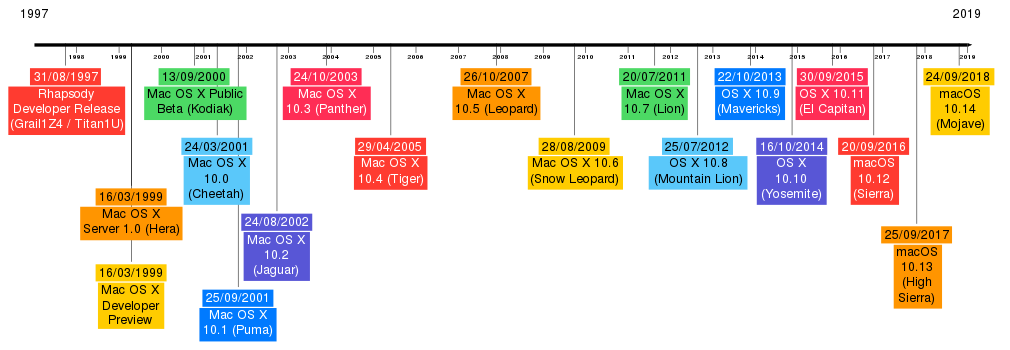 1997
2019
1998
1999
2000
2001
2002
2003
2004
2005
2006
2007
2008
2009
2010
2011
2012
2013
2014
2015
2016
2017
2018
2019
31/08/1997
Rhapsody
Developer Release
(Grail1Z4 / Titan1U)
16/03/1999
Mac OS X
Server 1.0 (Hera)
16/03/1999
Mac OS X
Developer
Preview
13/09/2000
Mac OS X Public
Beta (Kodiak)
24/03/2001
Mac OS X
10.0
(Cheetah)
25/09/2001
Mac OS X
10.1 (Puma)
24/08/2002
Mac OS X
10.2
(Jaguar)
24/10/2003
Mac OS X
10.3 (Panther)
29/04/2005
Mac OS X
10.4 (Tiger)
26/10/2007
Mac OS X
10.5 (Leopard)
28/08/2009
Mac OS X 10.6
(Snow Leopard)
20/07/2011
Mac OS X
10.7 (Lion)
25/07/2012
OS X 10.8
(Mountain Lion)
22/10/2013
OS X 10.9
(Mavericks)
16/10/2014
OS X
10.10
(Yosemite)
30/09/2015
OS X 10.11
(El Capitan)
20/09/2016
macOS
10.12
(Sierra)
25/09/2017
macOS
10.13
(High
Sierra)
24/09/2018
macOS
10.14
(Mojave)